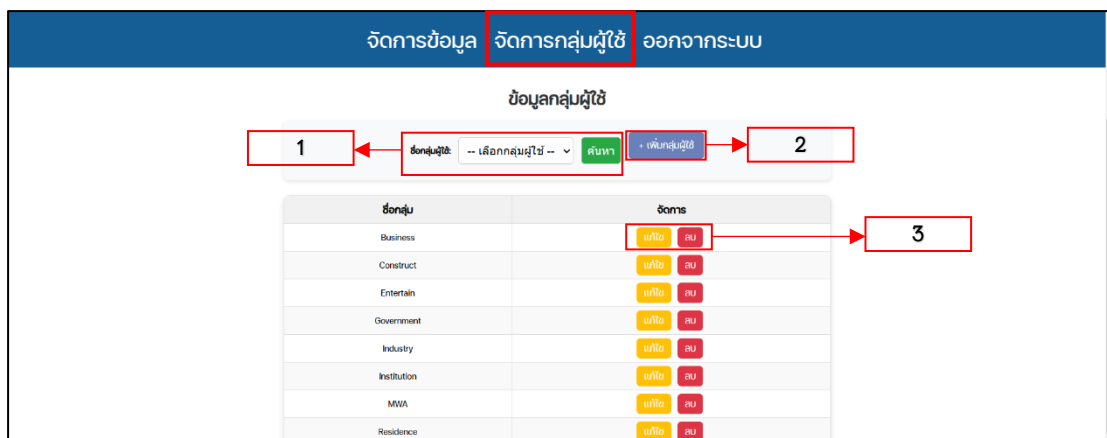 จัดการข้อมูล จัดการกลุ่มผู้ใช้ ออกจากระบบ
ข้อมูลกลุ่มผู้ใช้
1 ชื่อกลุ่มผู้ใช้: -- เลือกกลุ่มผู้ใช้ -- ค้นหา + เพิ่มกลุ่มผู้ใช้ 2
ชื่อกลุ่ม จัดการ
Business แก้ไข ลบ 3
Construct แก้ไข ลบ
Entertain แก้ไข ลบ
Government แก้ไข ลบ
Industry แก้ไข ลบ
Institution แก้ไข ลบ
MWA แก้ไข ลบ
Residence แก้ไข ลบ